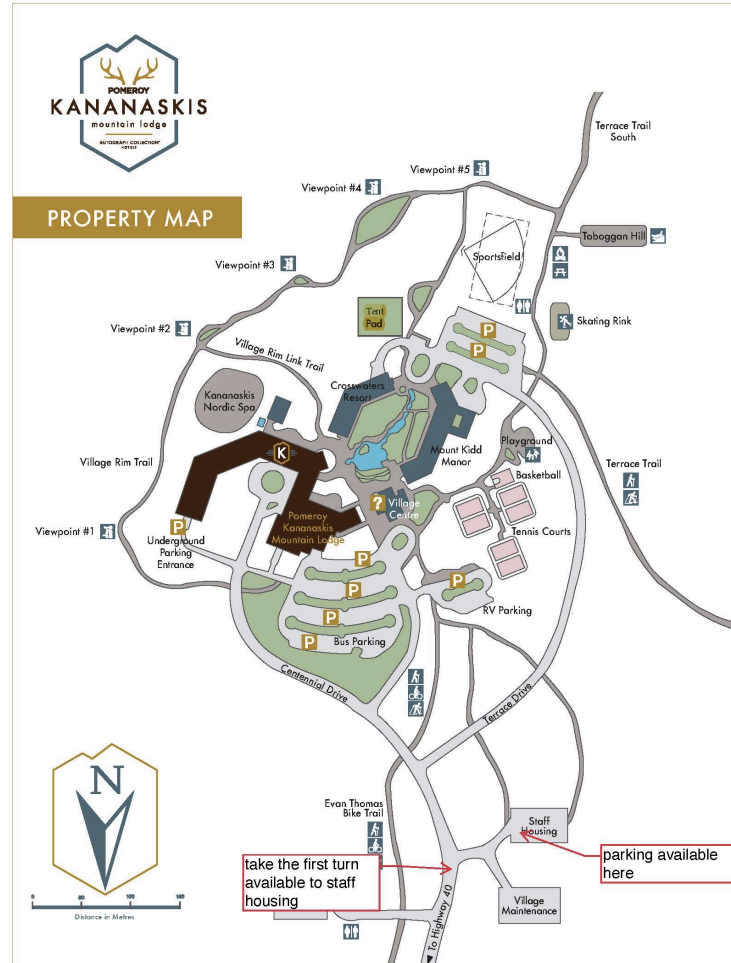 POMEROY
KANANASKIS
mountain lodge
AUTOGRAPH COLLECTION®
HOTELS
PROPERTY MAP
Terrace Trail
South
Viewpoint #5
Viewpoint #4
Toboggan Hill
Sportsfield
Viewpoint #3
Tent
Pad
Skating Rink
Viewpoint #2
P
P
Village Rim Link Trail
Crosswaters
Resort
Kananaskis
Nordic Spa
Playground
Mount Kidd
Manor
K
Village Rim Trail
Basketball
Terrace Trail
?
Village
Centre
Pomeroy
Kananaskis
Mountain Lodge
Tennis Courts
Viewpoint #1
P
Underground
Parking
Entrance
P
P
P
RV Parking
P
P
Bus Parking
Centennial Drive
Terrace Drive
N
Evan Thomas
Bike Trail
Staff
Housing
take the first turn
available to staff
housing
parking available
here
Village
Maintenance
To Highway 40
0 50 100 150
Distance in Metres